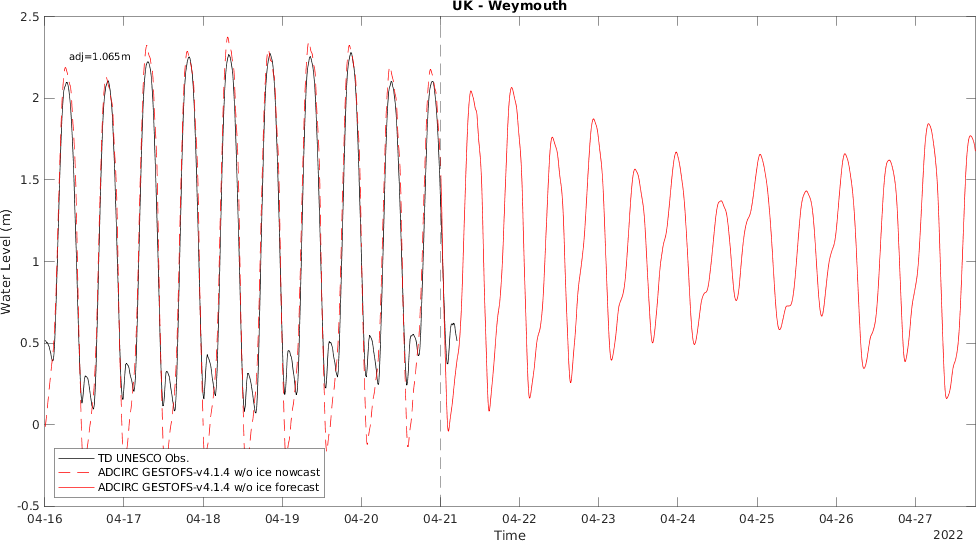 UK - Weymouth
adj=1.065m
2.5
2
1.5
1
0.5
0
-0.5
Water Level (m)
TD UNESCO Obs.
ADCIRC GESTOFS-v4.1.4 w/o ice nowcast
ADCIRC GESTOFS-v4.1.4 w/o ice forecast
04-16 04-17 04-18 04-19 04-20 04-21 04-22 04-23 04-24 04-25 04-26 04-27
Time
2022